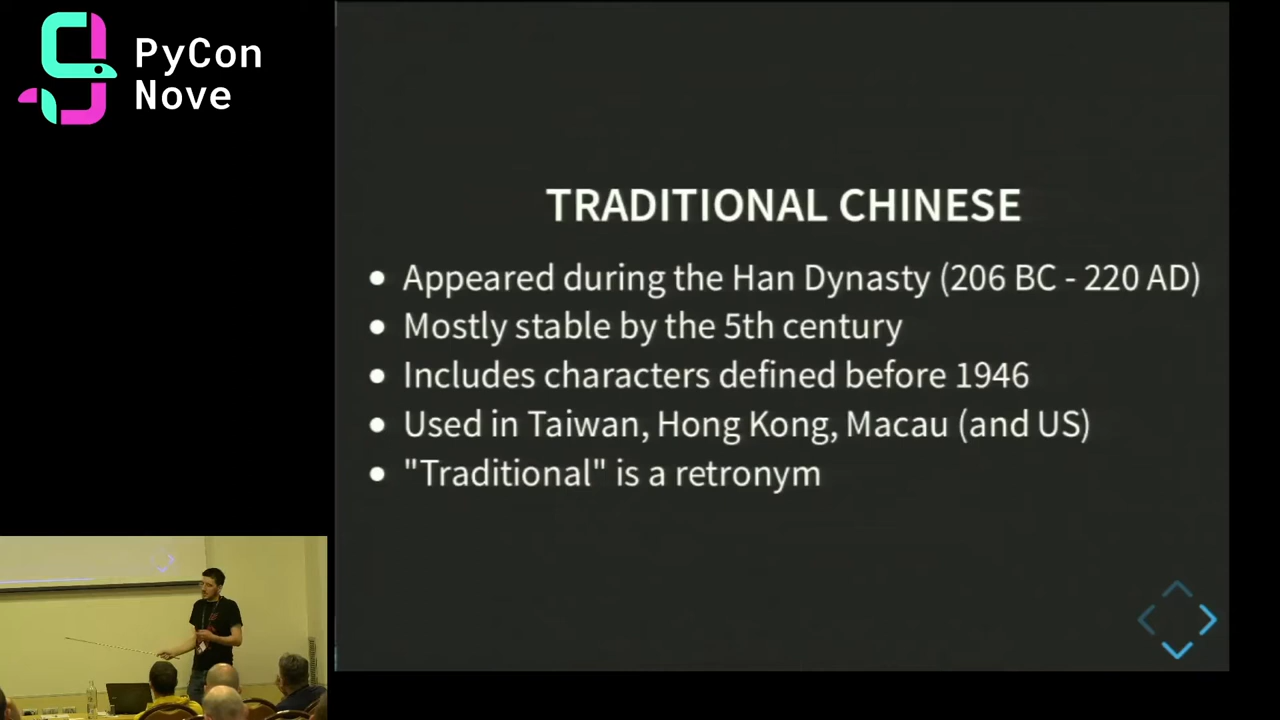 PyCon
Nove
TRADITIONAL CHINESE
Appeared during the Han Dynasty (206 BC - 220 AD)
Mostly stable by the 5th century
Includes characters defined before 1946
Used in Taiwan, Hong Kong, Macau (and US)
"Traditional" is a retronym